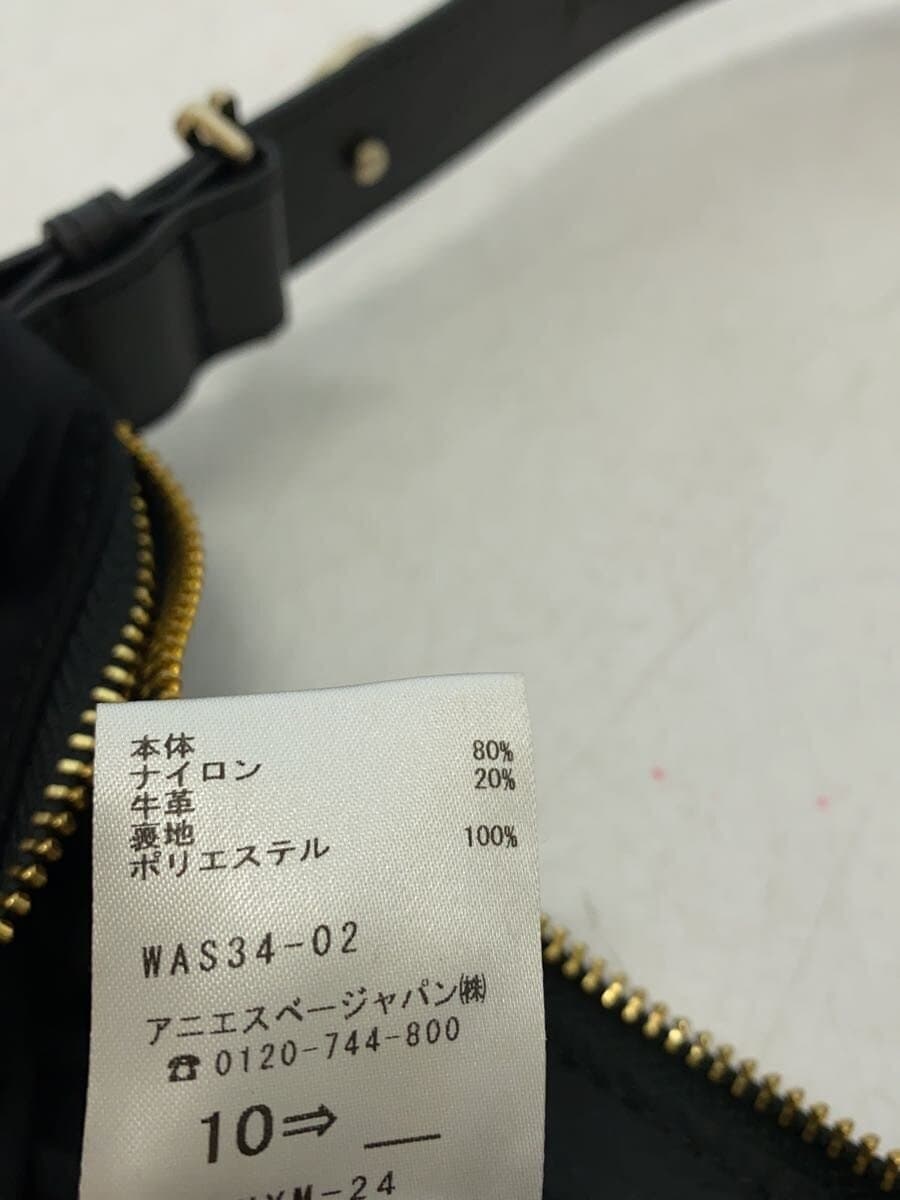 本体
ナイロン 80%
牛革 20%
裏地
ポリエステル 100%
WAS34-02
アニエスベージャパン㈱
☎0120-744-800
10⇒
M-24